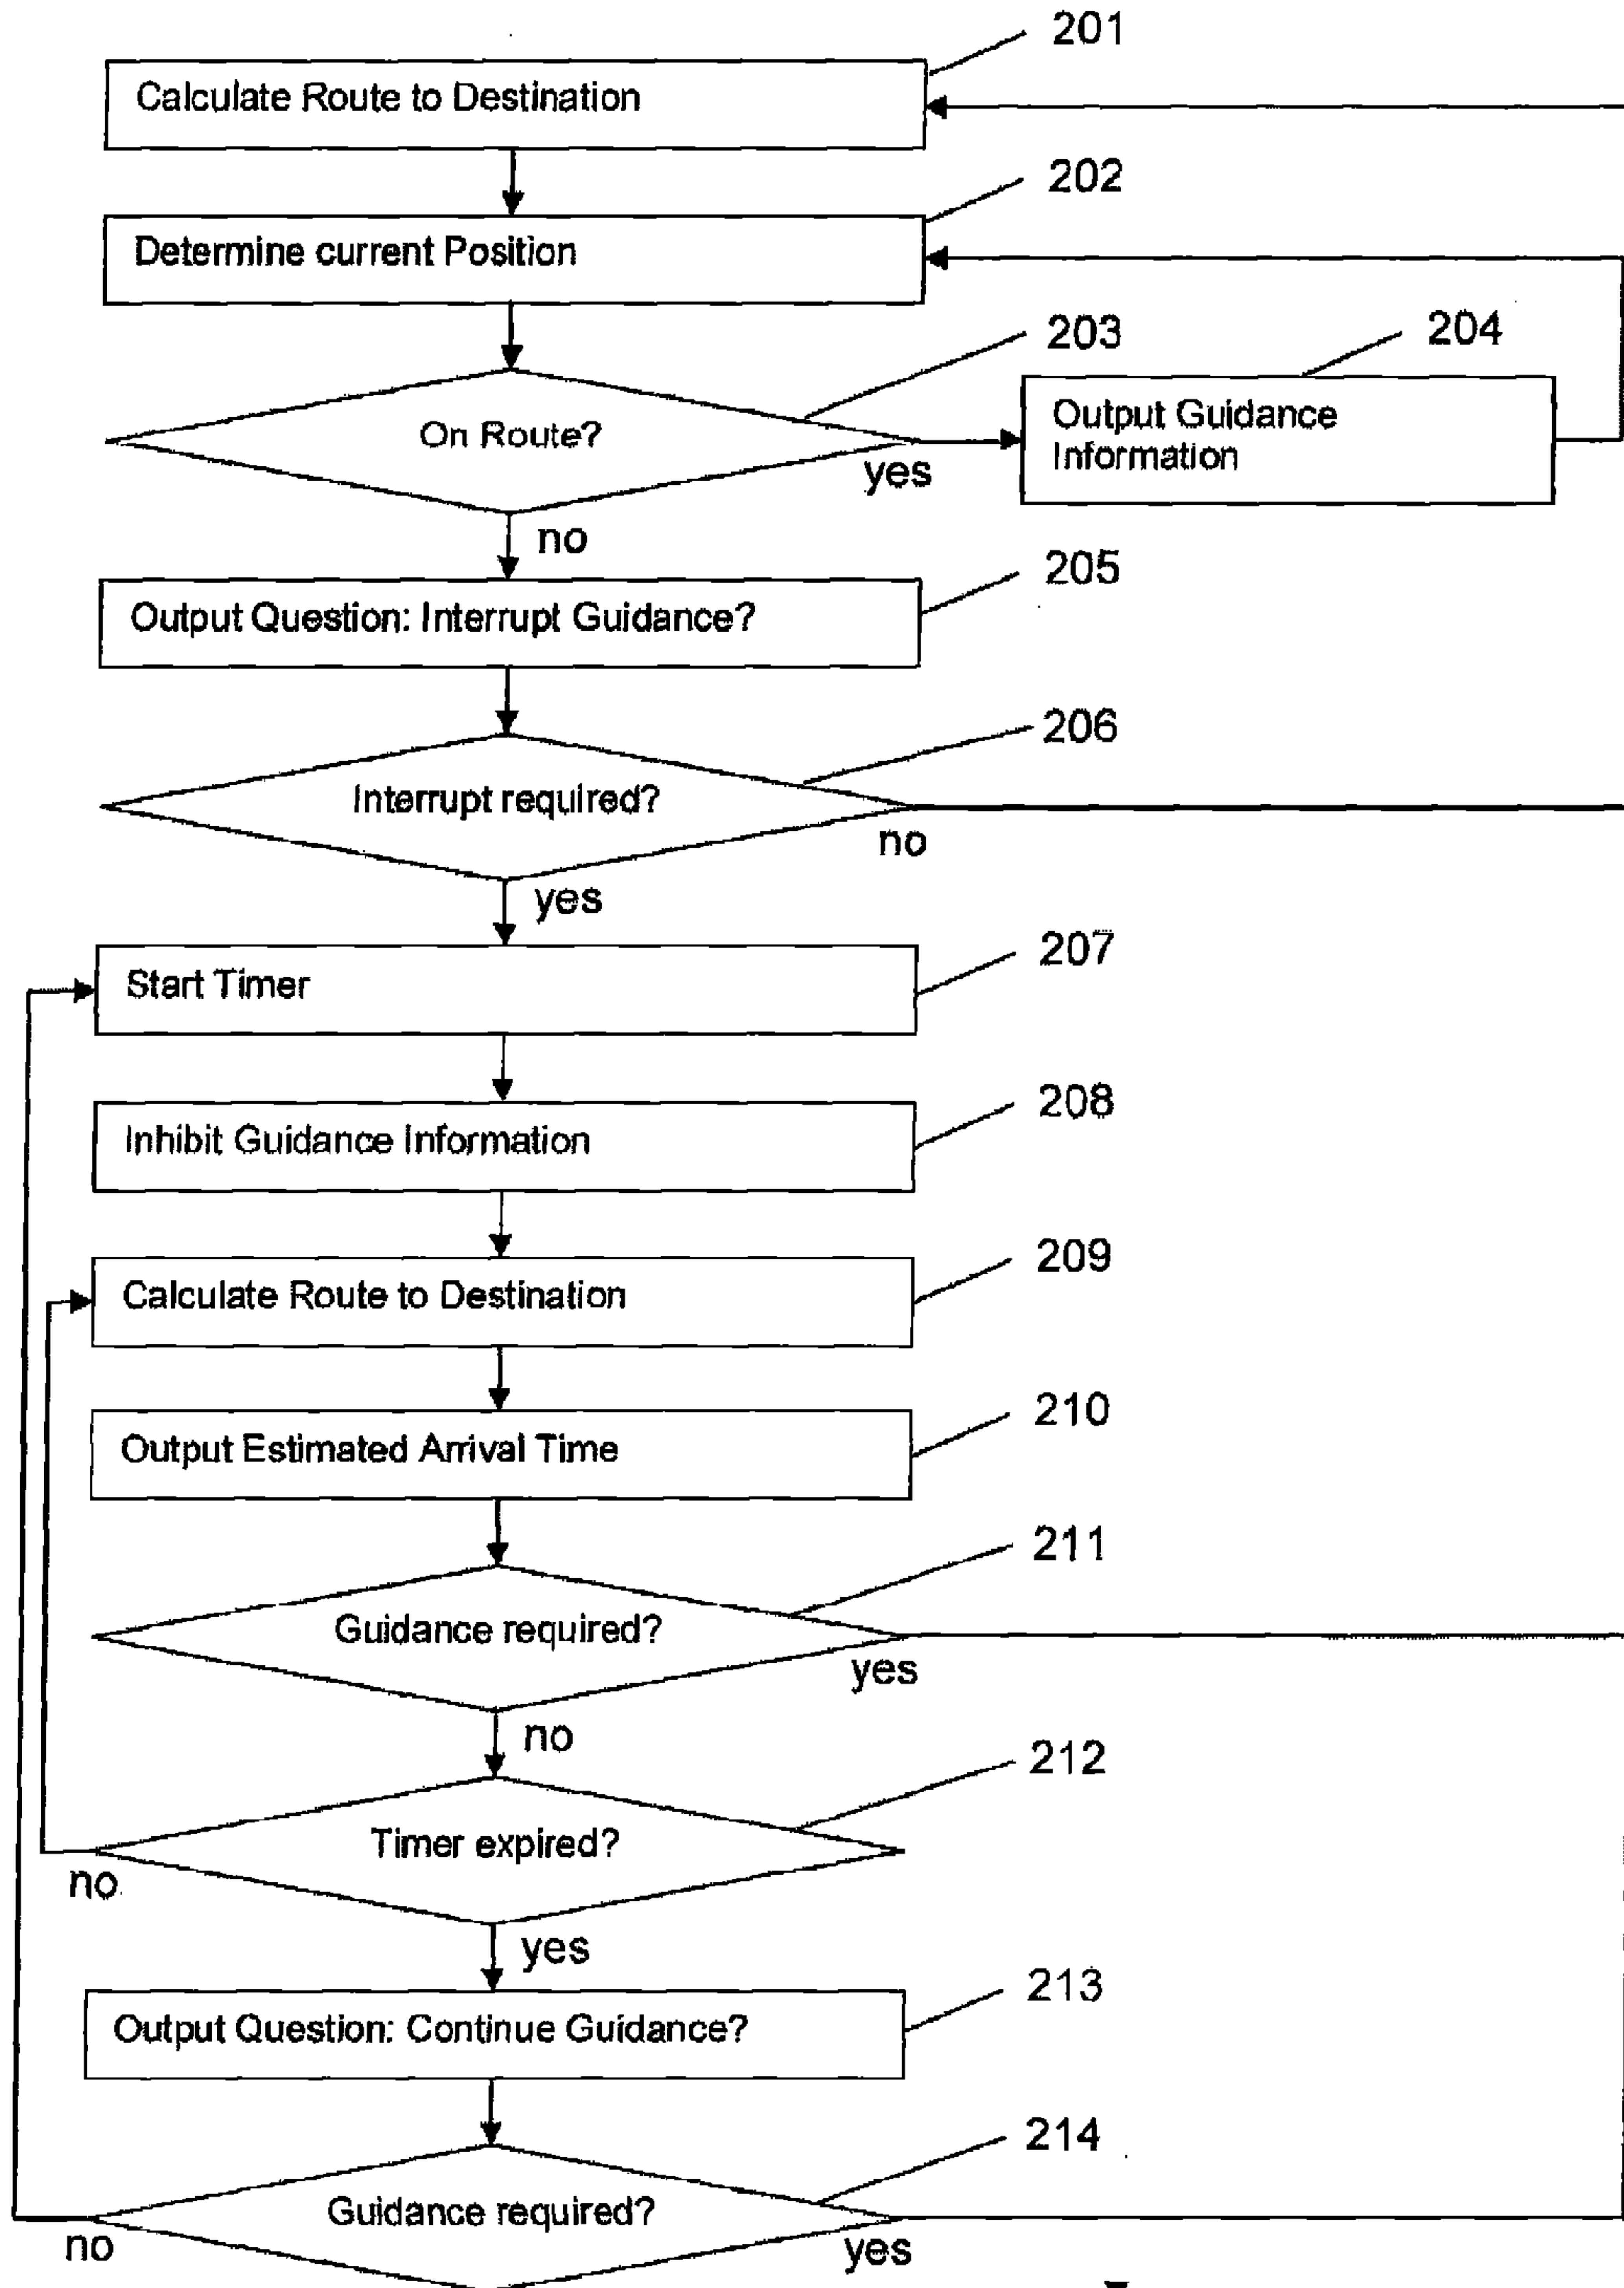 201
Calculate Route to Destination
202
Determine current Position
203
204
On Route?
yes
Output Guidance
Information
no
205
Output Question: Interrupt Guidance?
206
Interrupt required?
no
yes
207
Start Timer
208
Inhibit Guidance Information
209
Calculate Route to Destination
210
Output Estimated Arrival Time
211
Guidance required?
yes
no
212
Timer expired?
no
yes
213
Output Question: Continue Guidance?
214
Guidance required?
no
yes